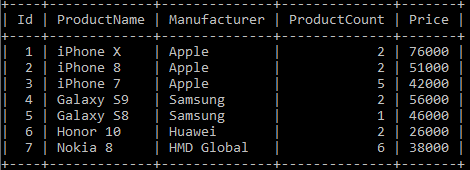 +----+-------------+--------------+--------------+-------+
| Id | ProductName | Manufacturer | ProductCount | Price |
+----+-------------+--------------+--------------+-------+
|  1 | iPhone X    | Apple        |            2 | 76000 |
|  2 | iPhone 8    | Apple        |            2 | 51000 |
|  3 | iPhone 7    | Apple        |            5 | 42000 |
|  4 | Galaxy S9   | Samsung      |            2 | 56000 |
|  5 | Galaxy S8   | Samsung      |            1 | 46000 |
|  6 | Honor 10    | Huawei       |            2 | 26000 |
|  7 | Nokia 8     | HMD Global   |            6 | 38000 |
+----+-------------+--------------+--------------+-------+